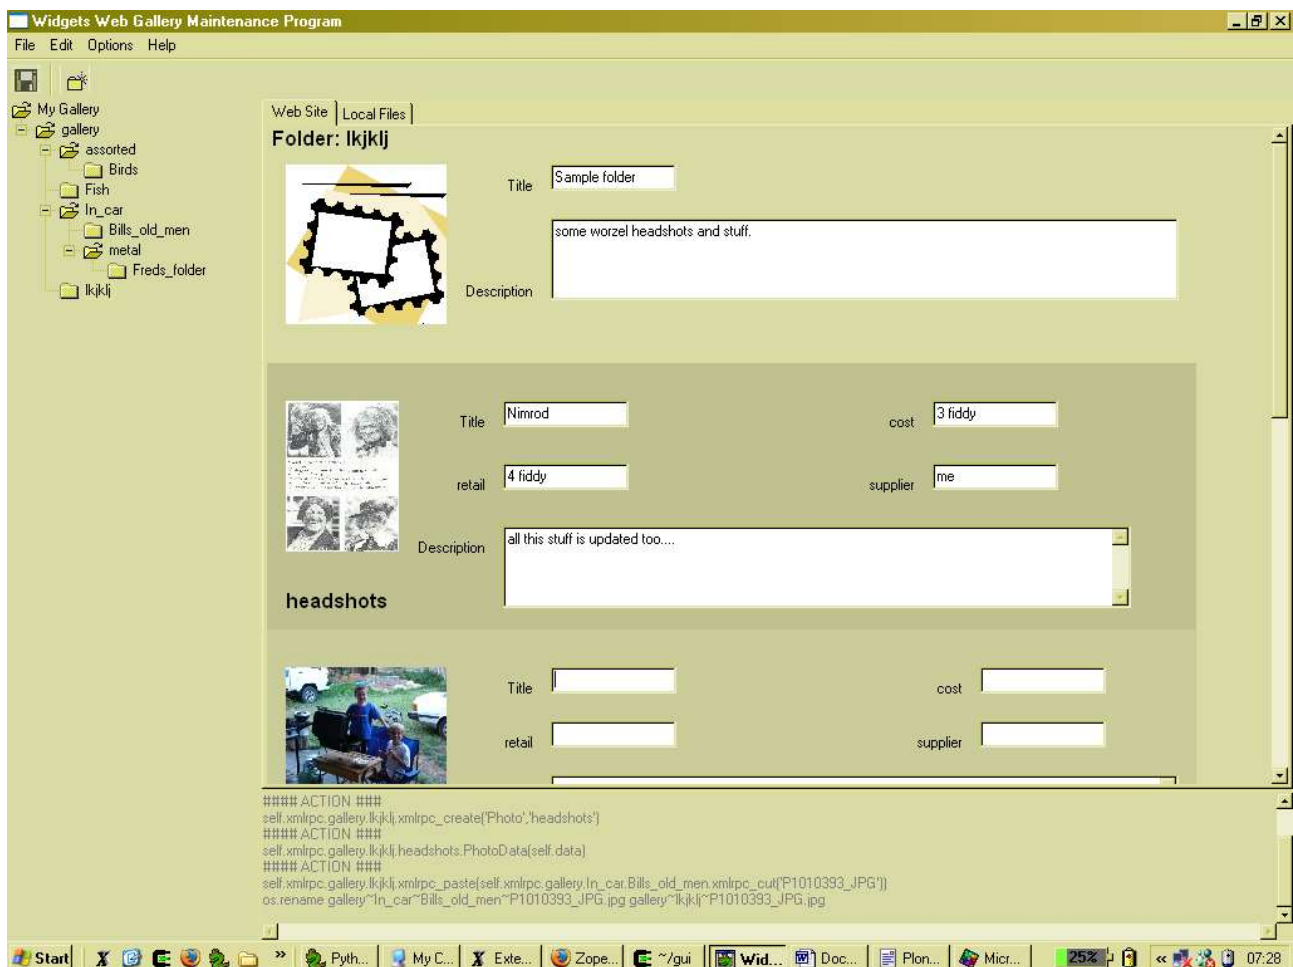 Widgets Web Gallery Maintenance Program
File Edit Options Help
My Gallery
gallery
assorted
Birds
Fish
In_car
Bills_old_men
metal
Freds_folder
lkjklj
Web Site Local Files
Folder: lkjklj
Title Sample folder
Description some worzel headshots and stuff.
Title Nimrod cost 3 fiddy
retail 4 fiddy supplier me
Description all this stuff is updated too....
headshots
Title cost
retail supplier
#### ACTION ###
self.xmlrpc.gallery.lkjklj.xmlrpc_create('Photo','headshots')
#### ACTION ###
self.xmlrpc.gallery.lkjklj.headshots.PhotoData(self.data)
#### ACTION ###
self.xmlrpc.gallery.lkjklj.xmlrpc_paste(self.xmlrpc.gallery.In_car.Bills_old_men.xmlrpc_cut('P1010393_JPG'))
os.rename gallery~In_car~Bills_old_men~P1010393_JPG.jpg gallery~lkjklj~P1010393_JPG.jpg
Start » Pyth... My C... Exte... Zope... ~/gui Wid... Doc... Plon... Micr... 25% « 07:28